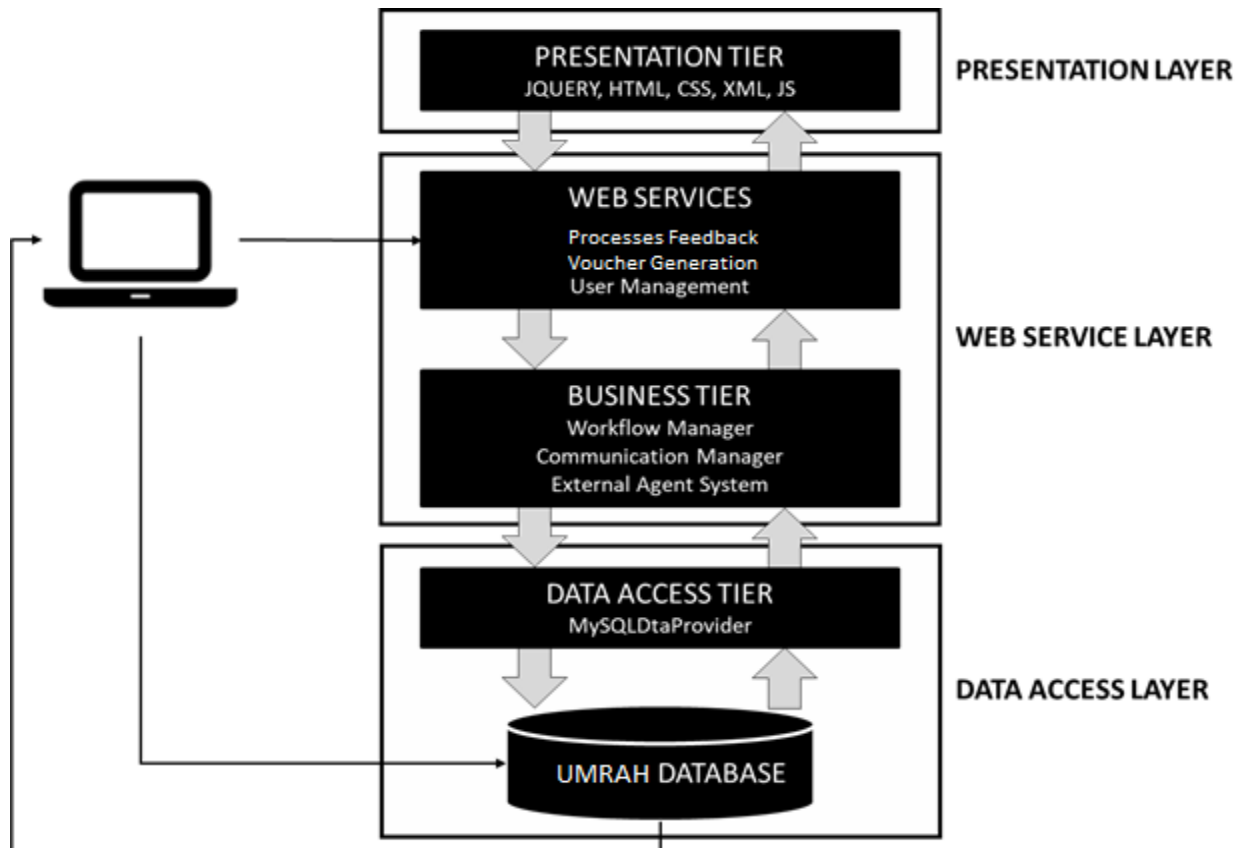 PRESENTATION TIER
JQUERY, HTML, CSS, XML, JS
PRESENTATION LAYER
WEB SERVICES
Processes Feedback
Voucher Generation
User Management
WEB SERVICE LAYER
BUSINESS TIER
Workflow Manager
Communication Manager
External Agent System
DATA ACCESS TIER
MySQLDtaProvider
DATA ACCESS LAYER
UMRAH DATABASE